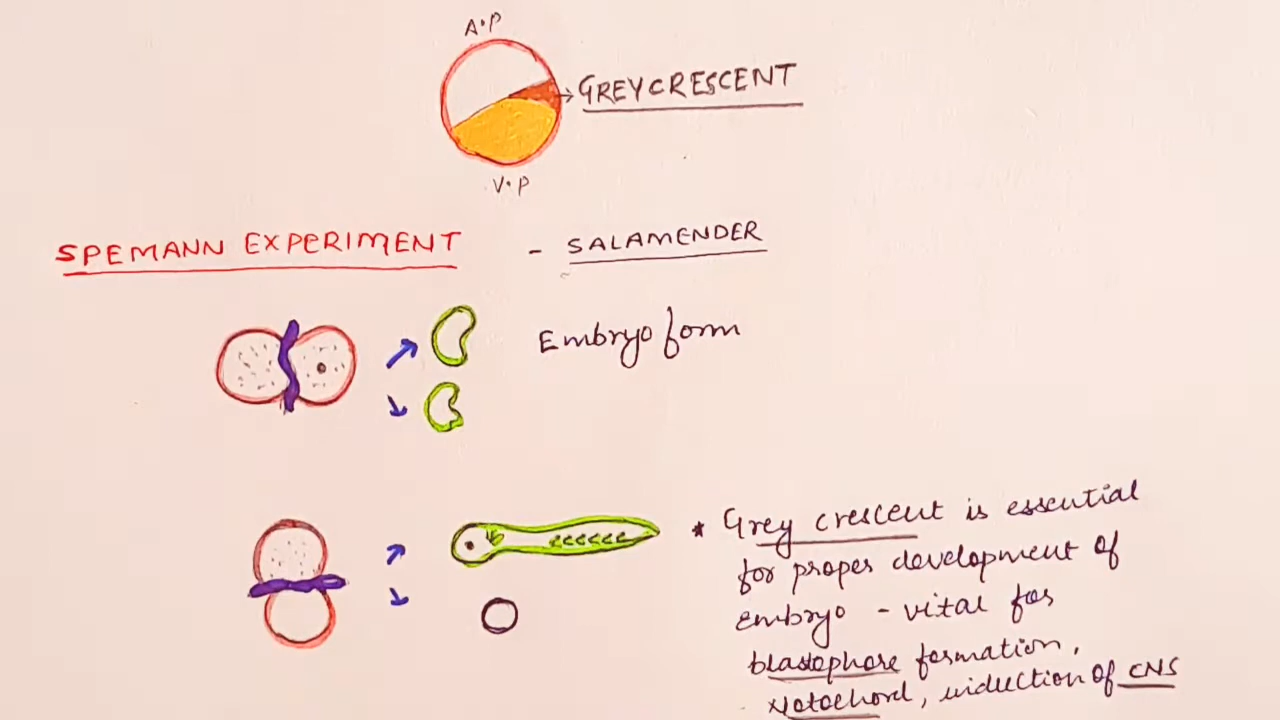 A.P
GREYCRESCENT
V.P
SPEMANN EXPERIMENT - SALAMENDER
Embryo form
* Grey crescent is essential
for proper development of
Embryo - vital for
blastophore formation,
Notochord, induction of CNS